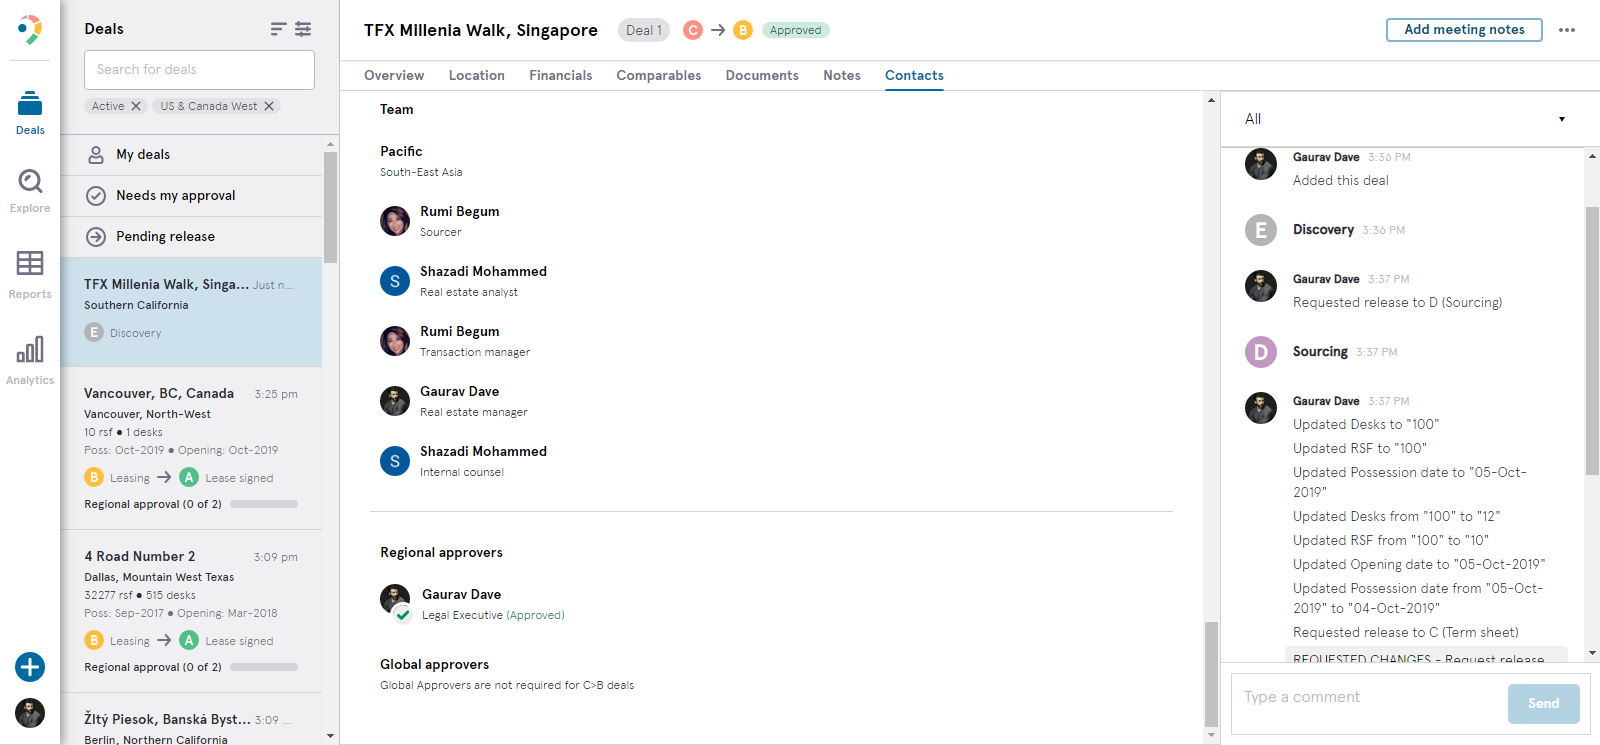 Deals
Explore
Reports
Analytics
Deals
Search for deals
Active
US & Canada West
My deals
Needs my approval
Pending release
TFX Millenia Walk, Singa... Just n...
Southern California
E Discovery
Vancouver, BC, Canada 3:25 pm
Vancouver, North-West
10 rsf ● 1 desks
Poss: Oct-2019 ● Opening: Oct-2019
B Leasing → A Lease signed
Regional approval (0 of 2)
4 Road Number 2 3:09 pm
Dallas, Mountain West Texas
32277 rsf ● 515 desks
Poss: Sep-2017 ● Opening: Mar-2018
B Leasing → A Lease signed
Regional approval (0 of 2)
Žltý Piesok, Banská Byst... 3:09 ...
Berlin, Northern California
TFX Millenia Walk, Singapore Deal 1 C → B Approved
Add meeting notes
Overview Location Financials Comparables Documents Notes Contacts
Team
Pacific
South-East Asia
Rumi Begum
Sourcer
S Shazadi Mohammed
Real estate analyst
Rumi Begum
Transaction manager
Gaurav Dave
Real estate manager
S Shazadi Mohammed
Internal counsel
Regional approvers
Gaurav Dave
Legal Executive (Approved)
Global approvers
Global Approvers are not required for C>B deals
All
Gaurav Dave 3:36 PM
Added this deal
E Discovery 3:36 PM
Gaurav Dave 3:37 PM
Requested release to D (Sourcing)
D Sourcing 3:37 PM
Gaurav Dave 3:37 PM
Updated Desks to "100"
Updated RSF to "100"
Updated Possession date to "05-Oct-
2019"
Updated Desks from "100" to "12"
Updated RSF from "100" to "10"
Updated Opening date to "05-Oct-2019"
Updated Possession date from "05-Oct-
2019" to "04-Oct-2019"
Requested release to C (Term sheet)
REQUESTED CHANGES - Request release
Type a comment
Send